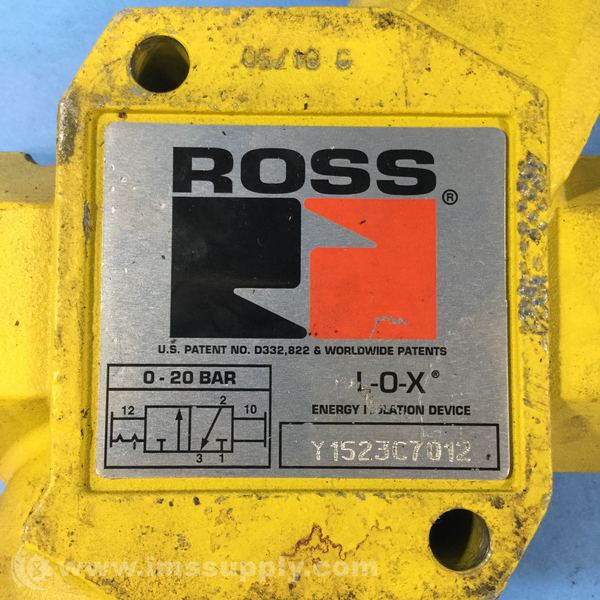 05/10 C
ROSS®
U.S. PATENT NO. D332,822 & WORLDWIDE PATENTS
0 - 20 BAR
L-O-X®
ENERGY ISOLATION DEVICE
12
2
10
3
1
Y1523C7012
© www.imssupply.com